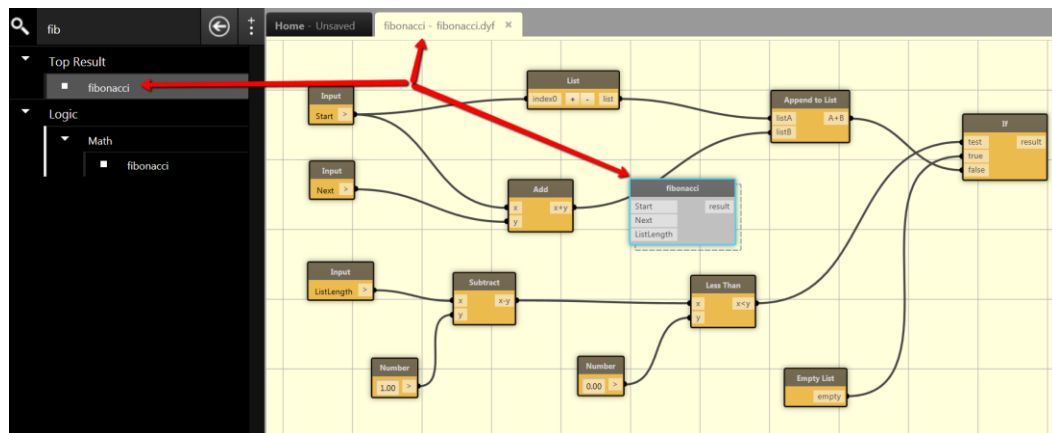 fib
Home - Unsaved
fibonacci - fibonacci.dyf
Top Result
fibonacci
Logic
Math
fibonacci
Input
Start >
List
index0 + - list
Append to List
listA A+B
listB
If
test result
true
false
Input
Next >
Add
x x+y
y
fibonacci
Start result
Next
ListLength
Input
ListLength >
Subtract
x x-y
y
Less Than
x x<y
y
Number
1.00 >
Number
0.00 >
Empty List
empty